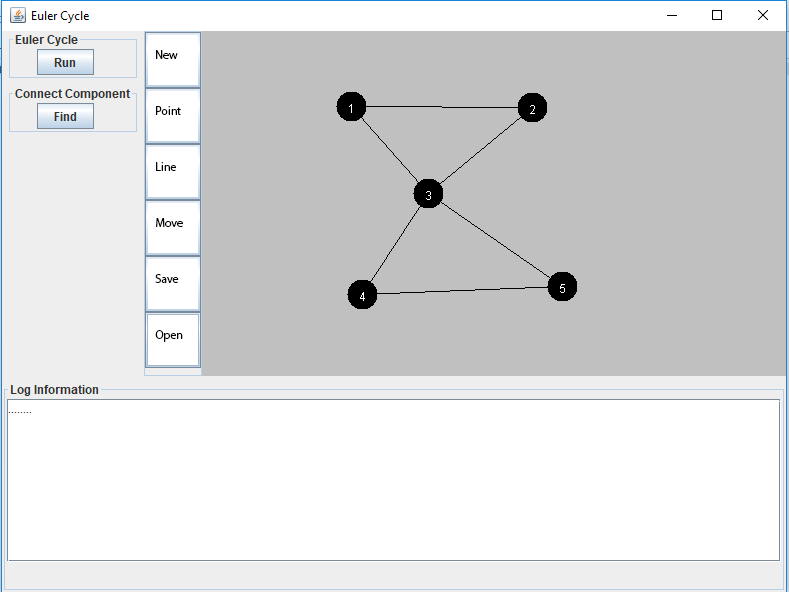 Euler Cycle
Euler Cycle
Run
Connect Component
Find
New
Point
Line
Move
Save
Open
1
2
3
4
5
Log Information
........